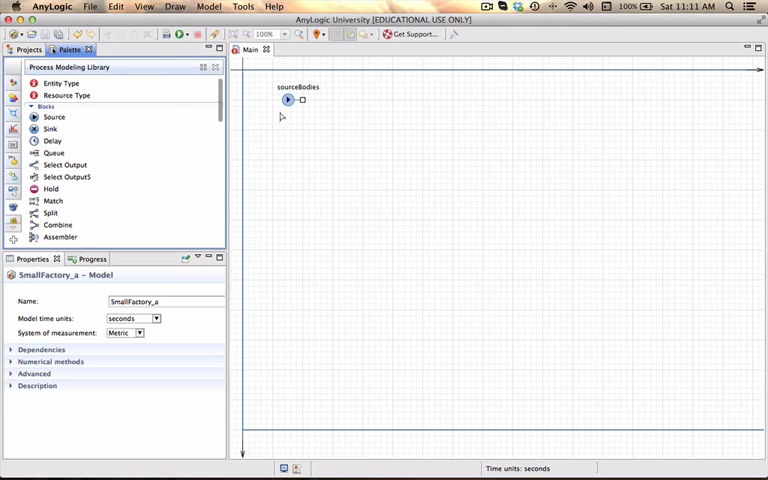 AnyLogic File Edit View Draw Model Tools Help 100% Sat 11:11 AM
AnyLogic University [EDUCATIONAL USE ONLY]
100% Get Support...
Projects Palette Main
Process Modeling Library
Entity Type
Resource Type
Blocks
Source
Sink
Delay
Queue
Select Output
Select Output5
Hold
Match
Split
Combine
Assembler
sourceBodies
Properties Progress
SmallFactory_a - Model
Name: SmallFactory_a
Model time units: seconds
System of measurement: Metric
Dependencies
Numerical methods
Advanced
Description
Time units: seconds